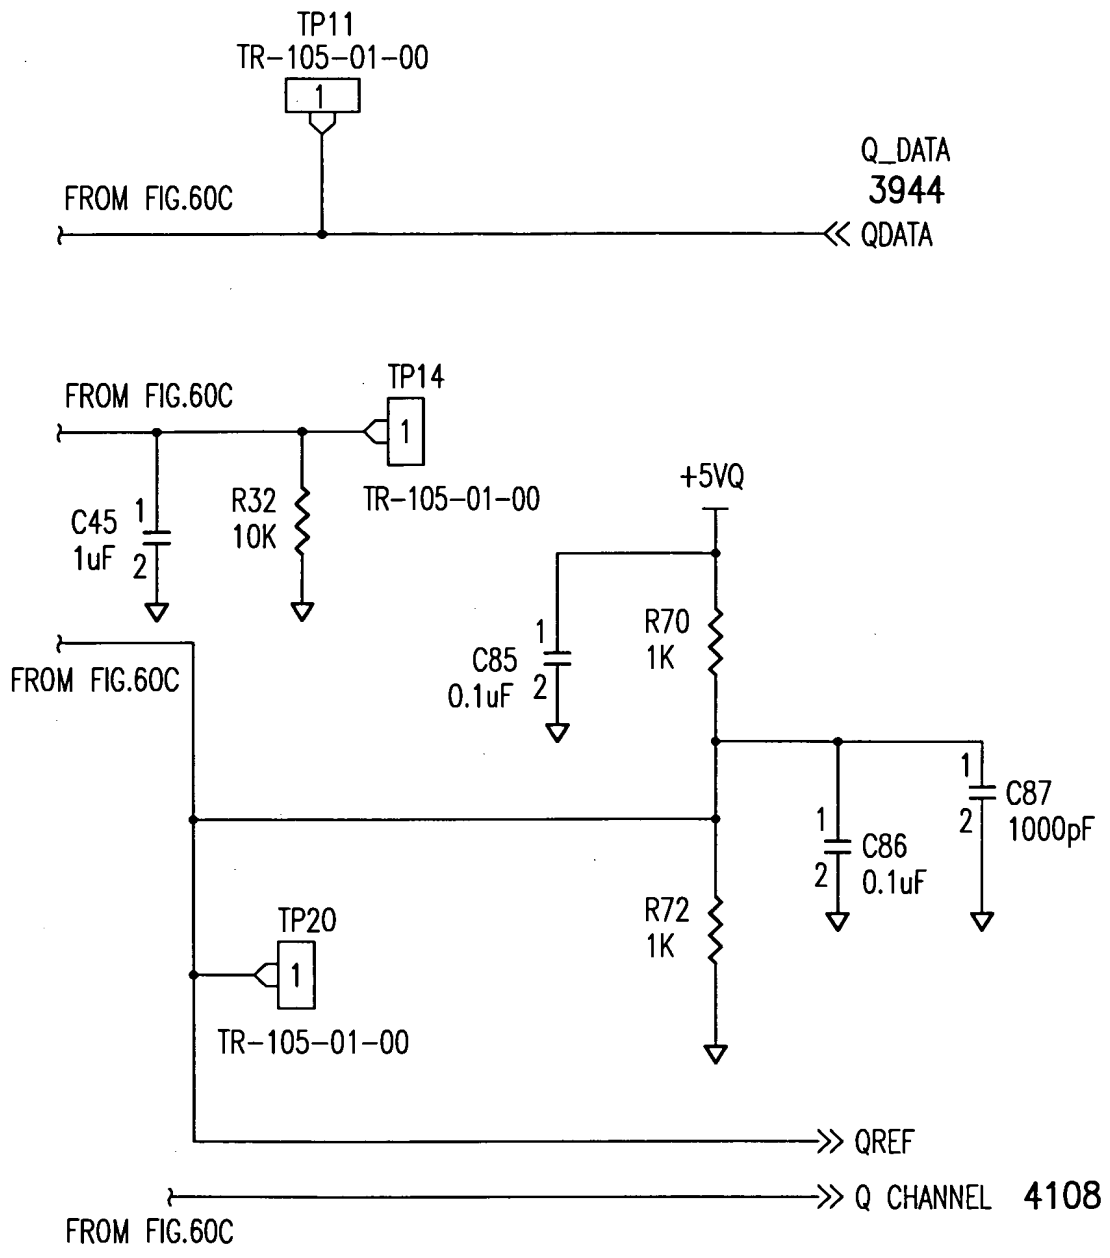 TP11
TR-105-01-00
1
Q_DATA
3944
FROM FIG.60C
QDATA
TP14
FROM FIG.60C
1
+5VQ
TR-105-01-00
R32
10K
C45
1uF
1
2
R70
1K
1
C85
0.1uF
2
FROM FIG.60C
1
C87
1000pF
2
1
C86
0.1uF
2
R72
1K
TP20
1
TR-105-01-00
QREF
Q CHANNEL 4108
FROM FIG.60C